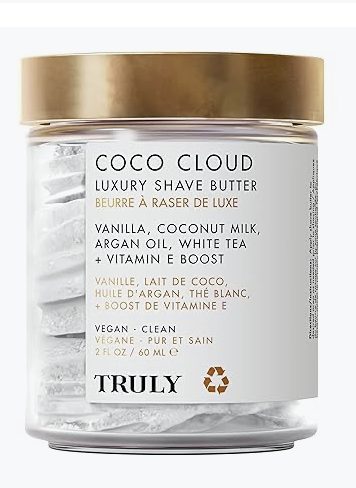 COCO CLOUD
LUXURY SHAVE BUTTER
BEURRE À RASER DE LUXE
VANILLA, COCONUT MILK,
ARGAN OIL, WHITE TEA
+ VITAMIN E BOOST
VANILLE, LAIT DE COCO,
HUILE D'ARGAN, THÉ BLANC,
+ BOOST DE VITAMINE E
VEGAN · CLEAN
VÉGANE · PUR ET SAIN
2 FL OZ / 60 ML ℮
TRULY